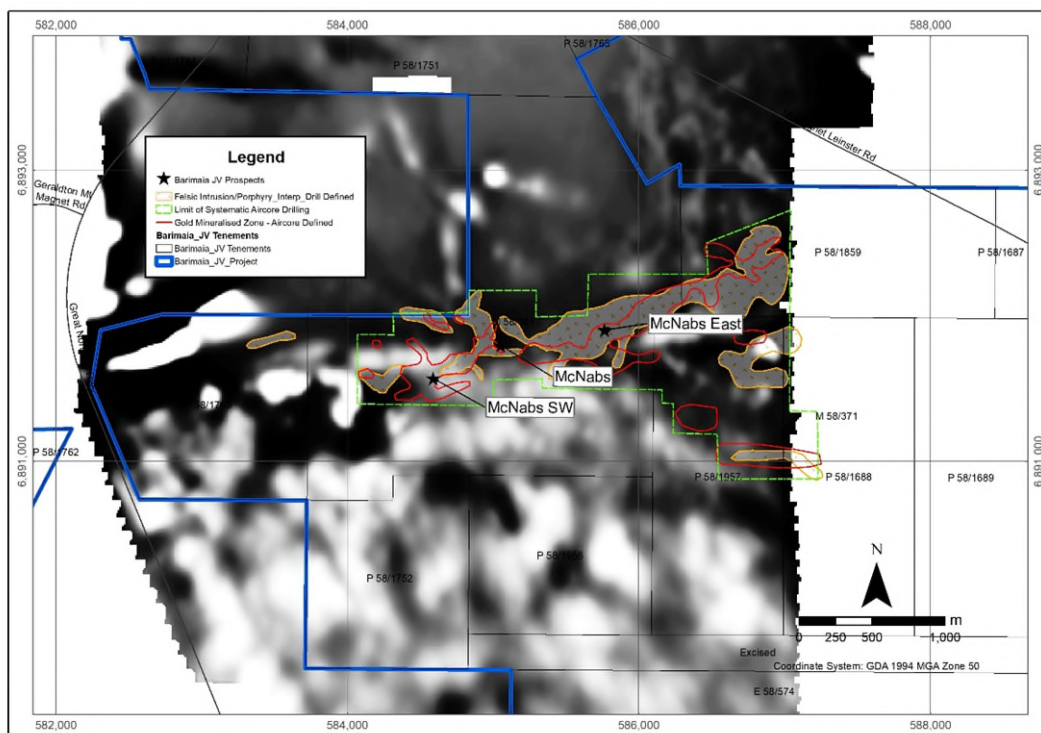 582,000 584,000 586,000 588,000
P 58/1765
P 58/1751
Leinster Rd
6,893,000
6,893,000
Legend
Barimaia JV Prospects
Felsic Intrusion/Porphyry_Interp_Drill Defined
Limit of Systematic Aircore Drilling
Gold Mineralised Zone - Aircore Defined
Barimaia_JV Tenements
Barimaia_JV Tenements
Barimaia_JV_Project
Magnet Rd
P 58/1859
P 58/1687
McNabs East
McNabs
McNabs SW
M 58/371
P 58/1762
6,891,000
6,891,000
P 58/1957
P 58/1688
P 58/1689
P 58/1752
N
m
0 250 500 1,000
Excised
Coordinate System: GDA 1994 MGA Zone 50
E 58/574
582,000 584,000 586,000 588,000